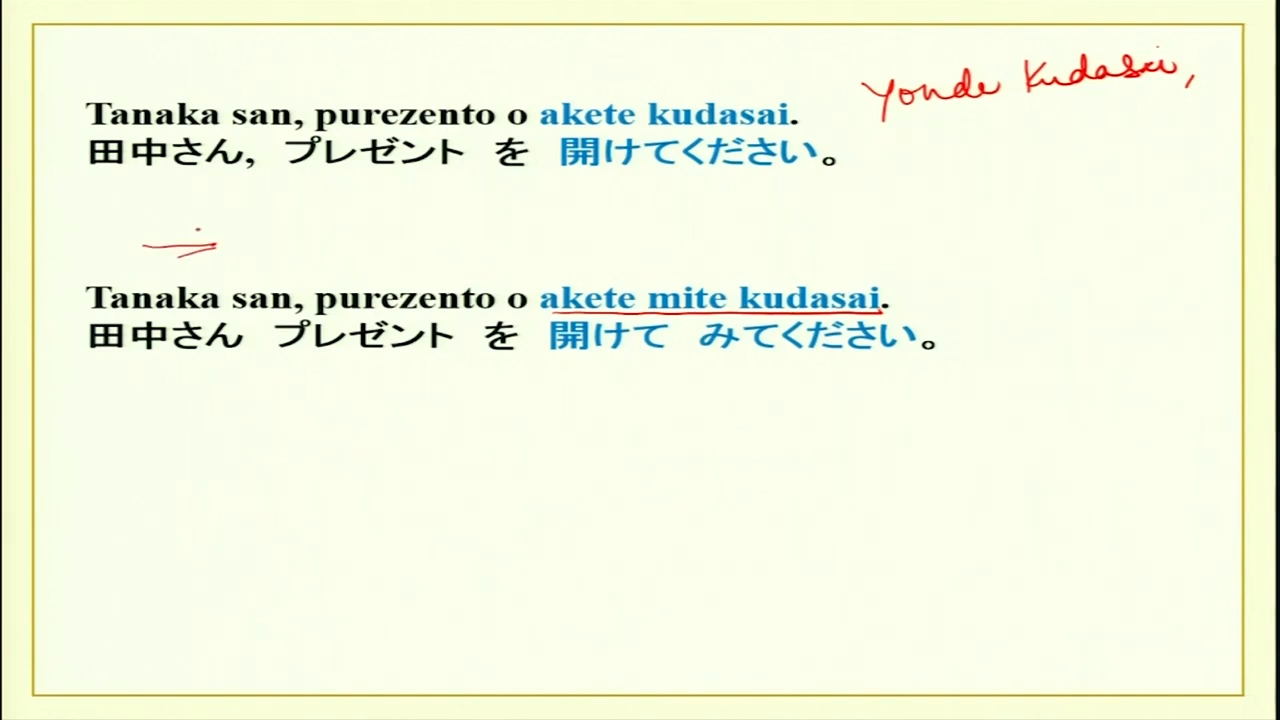 Yonde Kudasai,
Tanaka san, purezento o akete kudasai.
田中さん, プレゼント を 開けてください。
Tanaka san, purezento o akete mite kudasai.
田中さん プレゼント を 開けて みてください。